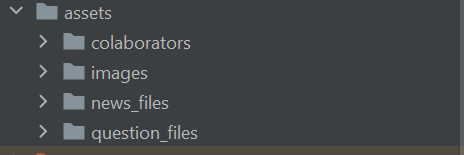 assets
colaborators
images
news_files
question_files